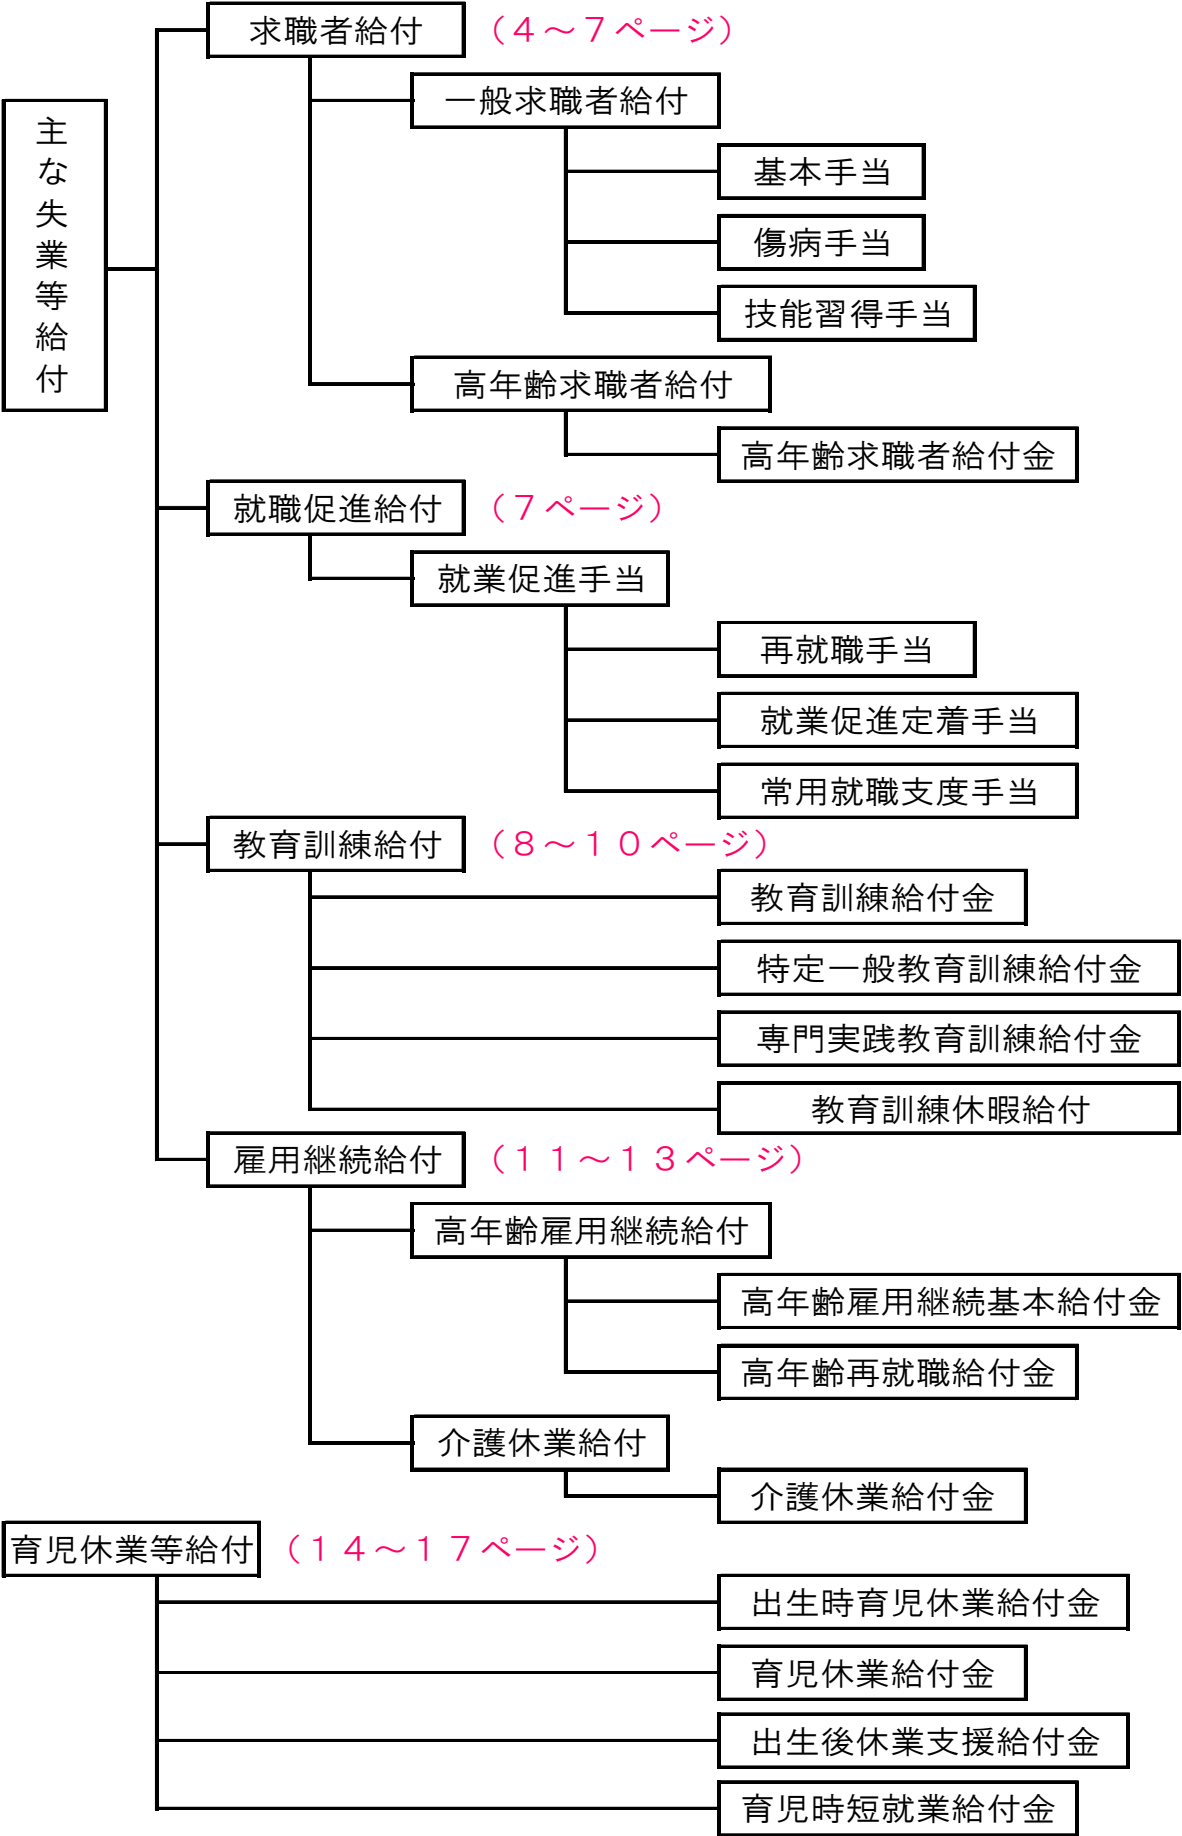 求職者給付
（４～７ページ）
一般求職者給付
主な失業等給付
基本手当
傷病手当
技能習得手当
高年齢求職者給付
高年齢求職者給付金
就職促進給付
（７ページ）
就業促進手当
再就職手当
就業促進定着手当
常用就職支度手当
教育訓練給付
（８～１０ページ）
教育訓練給付金
特定一般教育訓練給付金
専門実践教育訓練給付金
教育訓練休暇給付
雇用継続給付
（１１～１３ページ）
高年齢雇用継続給付
高年齢雇用継続基本給付金
高年齢再就職給付金
介護休業給付
介護休業給付金
育児休業等給付
（１４～１７ページ）
出生時育児休業給付金
育児休業給付金
出生後休業支援給付金
育児時短就業給付金